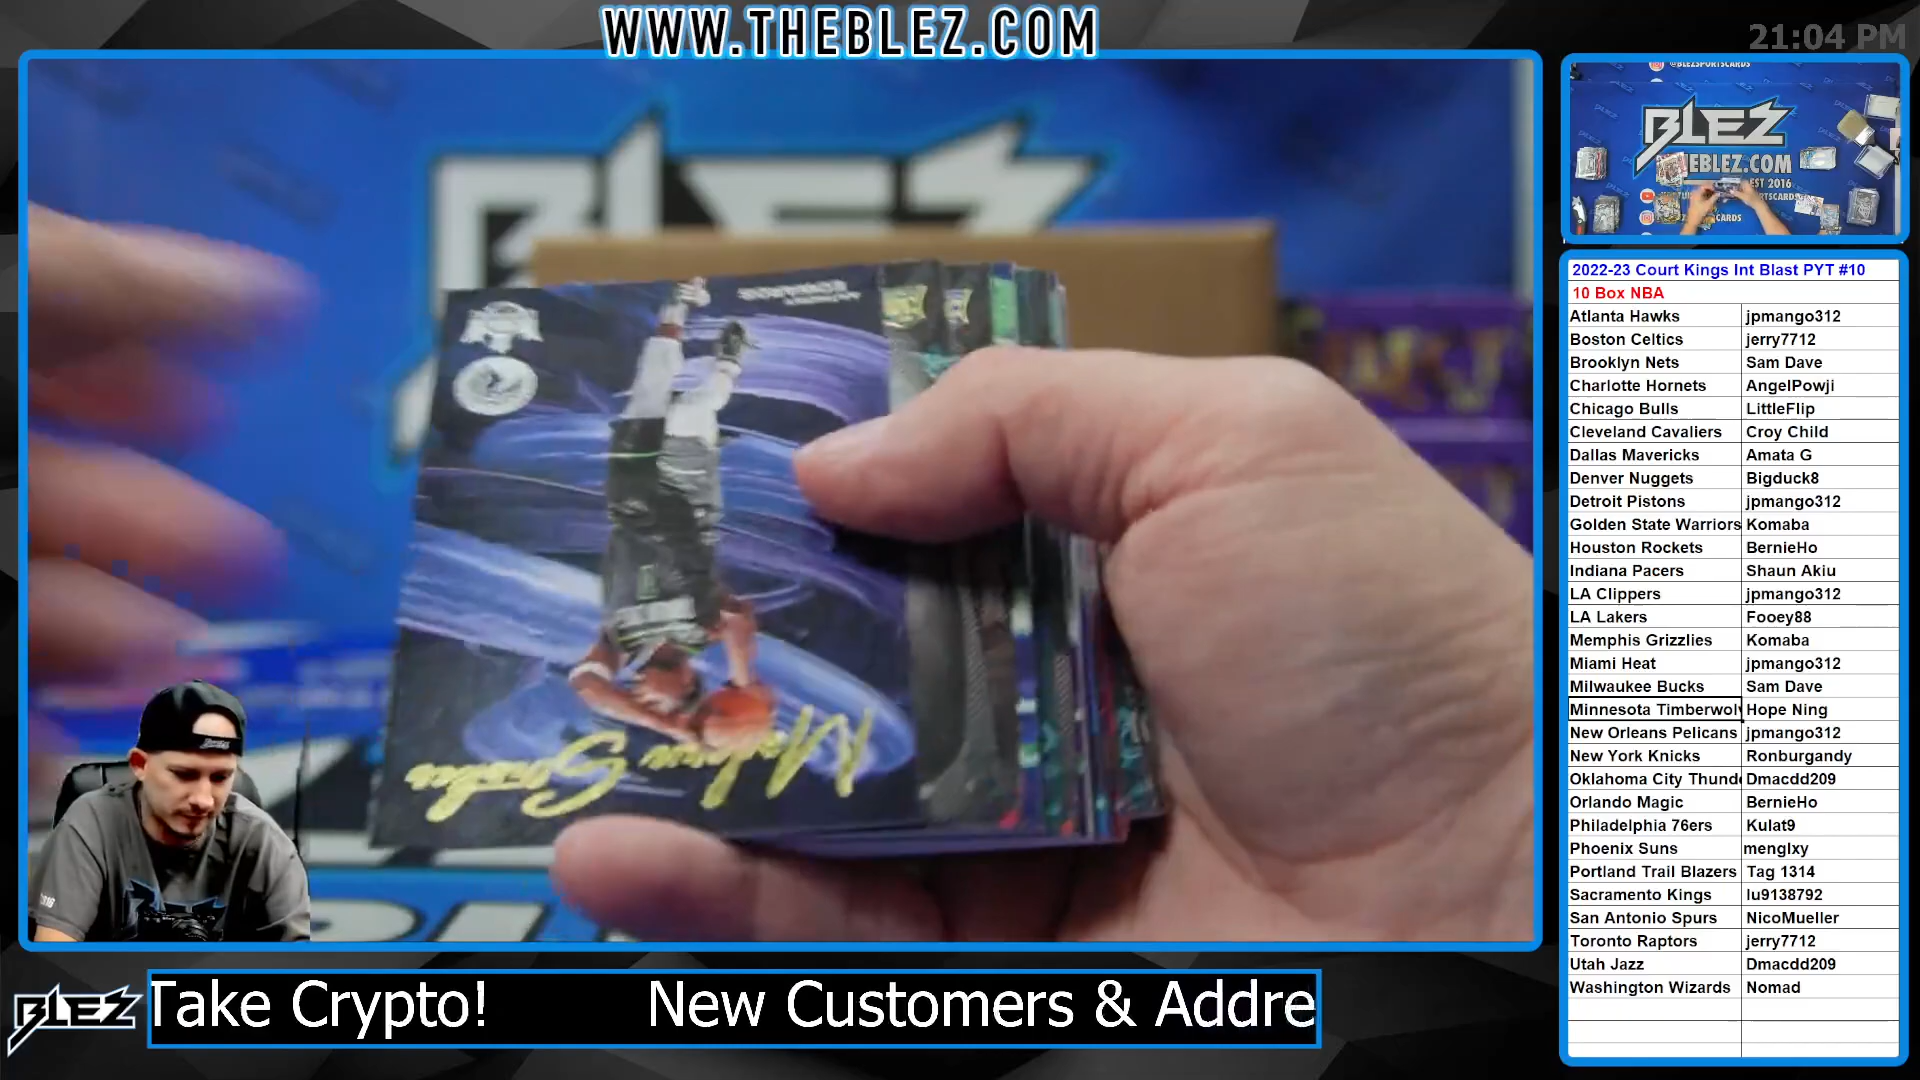 WWW.THEBLEZ.COM
21:04 PM
BLEZ
@BLEZSPORTSCARDS
BLEZ
EBLEZ.COM
EST 2016
ANTHONY
EDWARDS
2022-23 Court Kings Int Blast PYT #10
10 Box NBA
Atlanta Hawks jpmango312
Boston Celtics jerry7712
Brooklyn Nets Sam Dave
Charlotte Hornets AngelPowji
Chicago Bulls LittleFlip
Cleveland Cavaliers Croy Child
Dallas Mavericks Amata G
Denver Nuggets Bigduck8
Detroit Pistons jpmango312
Golden State Warriors Komaba
Houston Rockets BernieHo
Indiana Pacers Shaun Akiu
LA Clippers jpmango312
LA Lakers Fooey88
Memphis Grizzlies Komaba
Miami Heat jpmango312
Milwaukee Bucks Sam Dave
Minnesota Timberwolv Hope Ning
New Orleans Pelicans jpmango312
New York Knicks Ronburgandy
Oklahoma City Thunde Dmacdd209
Orlando Magic BernieHo
Philadelphia 76ers Kulat9
Phoenix Suns menglxy
Portland Trail Blazers Tag 1314
Sacramento Kings lu9138792
San Antonio Spurs NicoMueller
Toronto Raptors jerry7712
Utah Jazz Dmacdd209
Washington Wizards Nomad
BLEZ
Take Crypto! New Customers & Addre